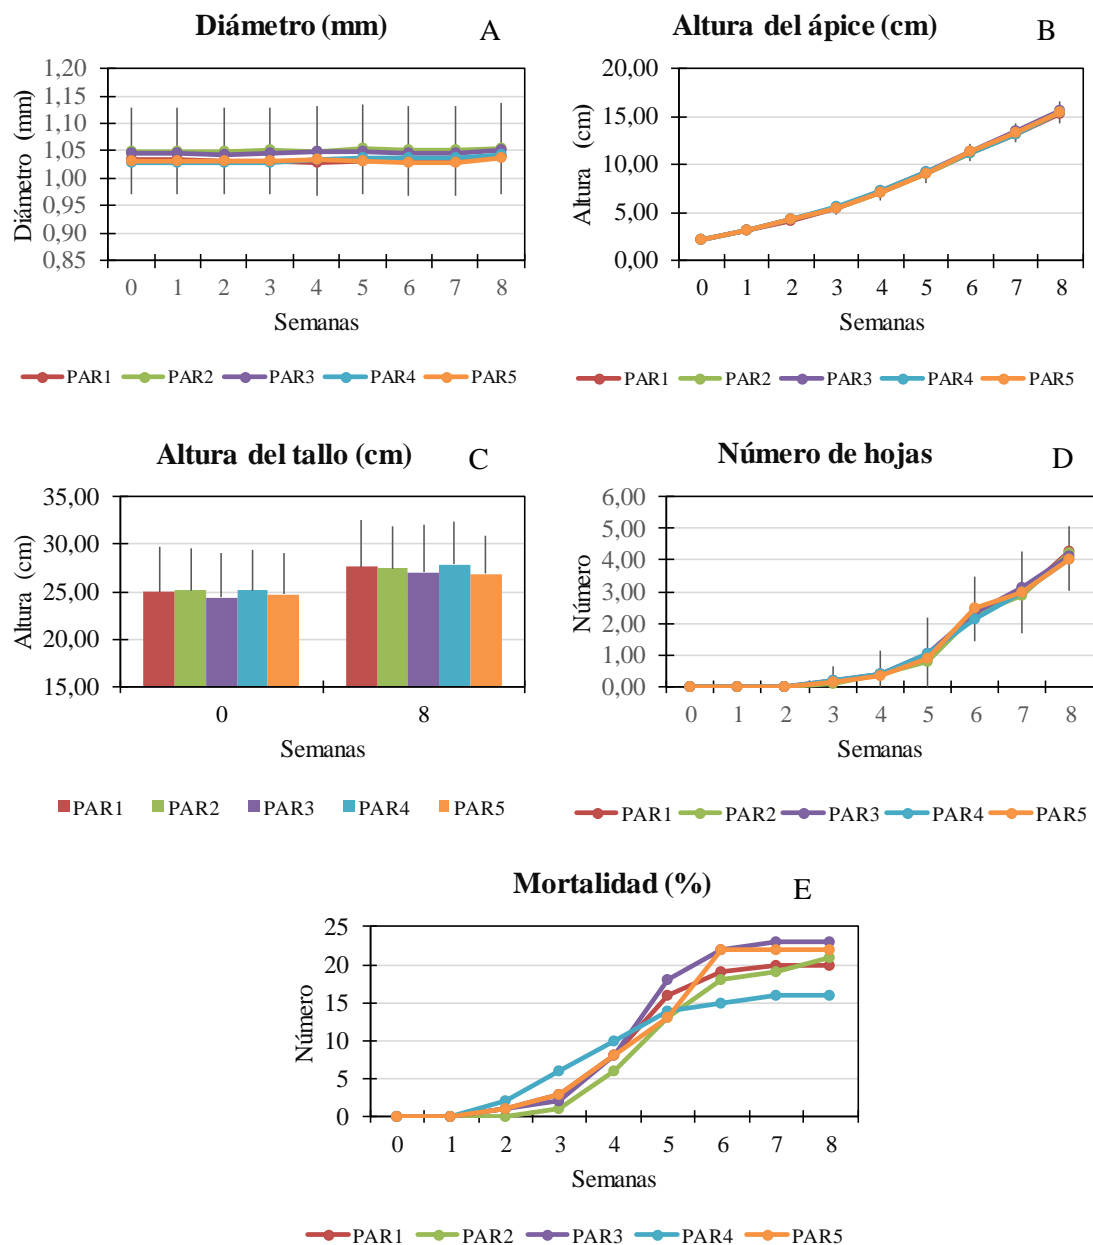 Diámetro (mm) A
Diámetro (mm)
1,20
1,15
1,10
1,05
1,00
0,95
0,90
0,85
0 1 2 3 4 5 6 7 8
Semanas
PAR1 PAR2 PAR3 PAR4 PAR5
Altura del ápice (cm) B
Altura (cm)
20,00
15,00
10,00
5,00
0,00
0 1 2 3 4 5 6 7 8
Semanas
PAR1 PAR2 PAR3 PAR4 PAR5
Altura del tallo (cm) C
Altura (cm)
35,00
30,00
25,00
20,00
15,00
0 8
Semanas
PAR1 PAR2 PAR3 PAR4 PAR5
Número de hojas D
Número
6,00
5,00
4,00
3,00
2,00
1,00
0,00
0 1 2 3 4 5 6 7 8
Semanas
PAR1 PAR2 PAR3 PAR4 PAR5
Mortalidad (%) E
Número
25
20
15
10
5
0
0 1 2 3 4 5 6 7 8
Semanas
PAR1 PAR2 PAR3 PAR4 PAR5